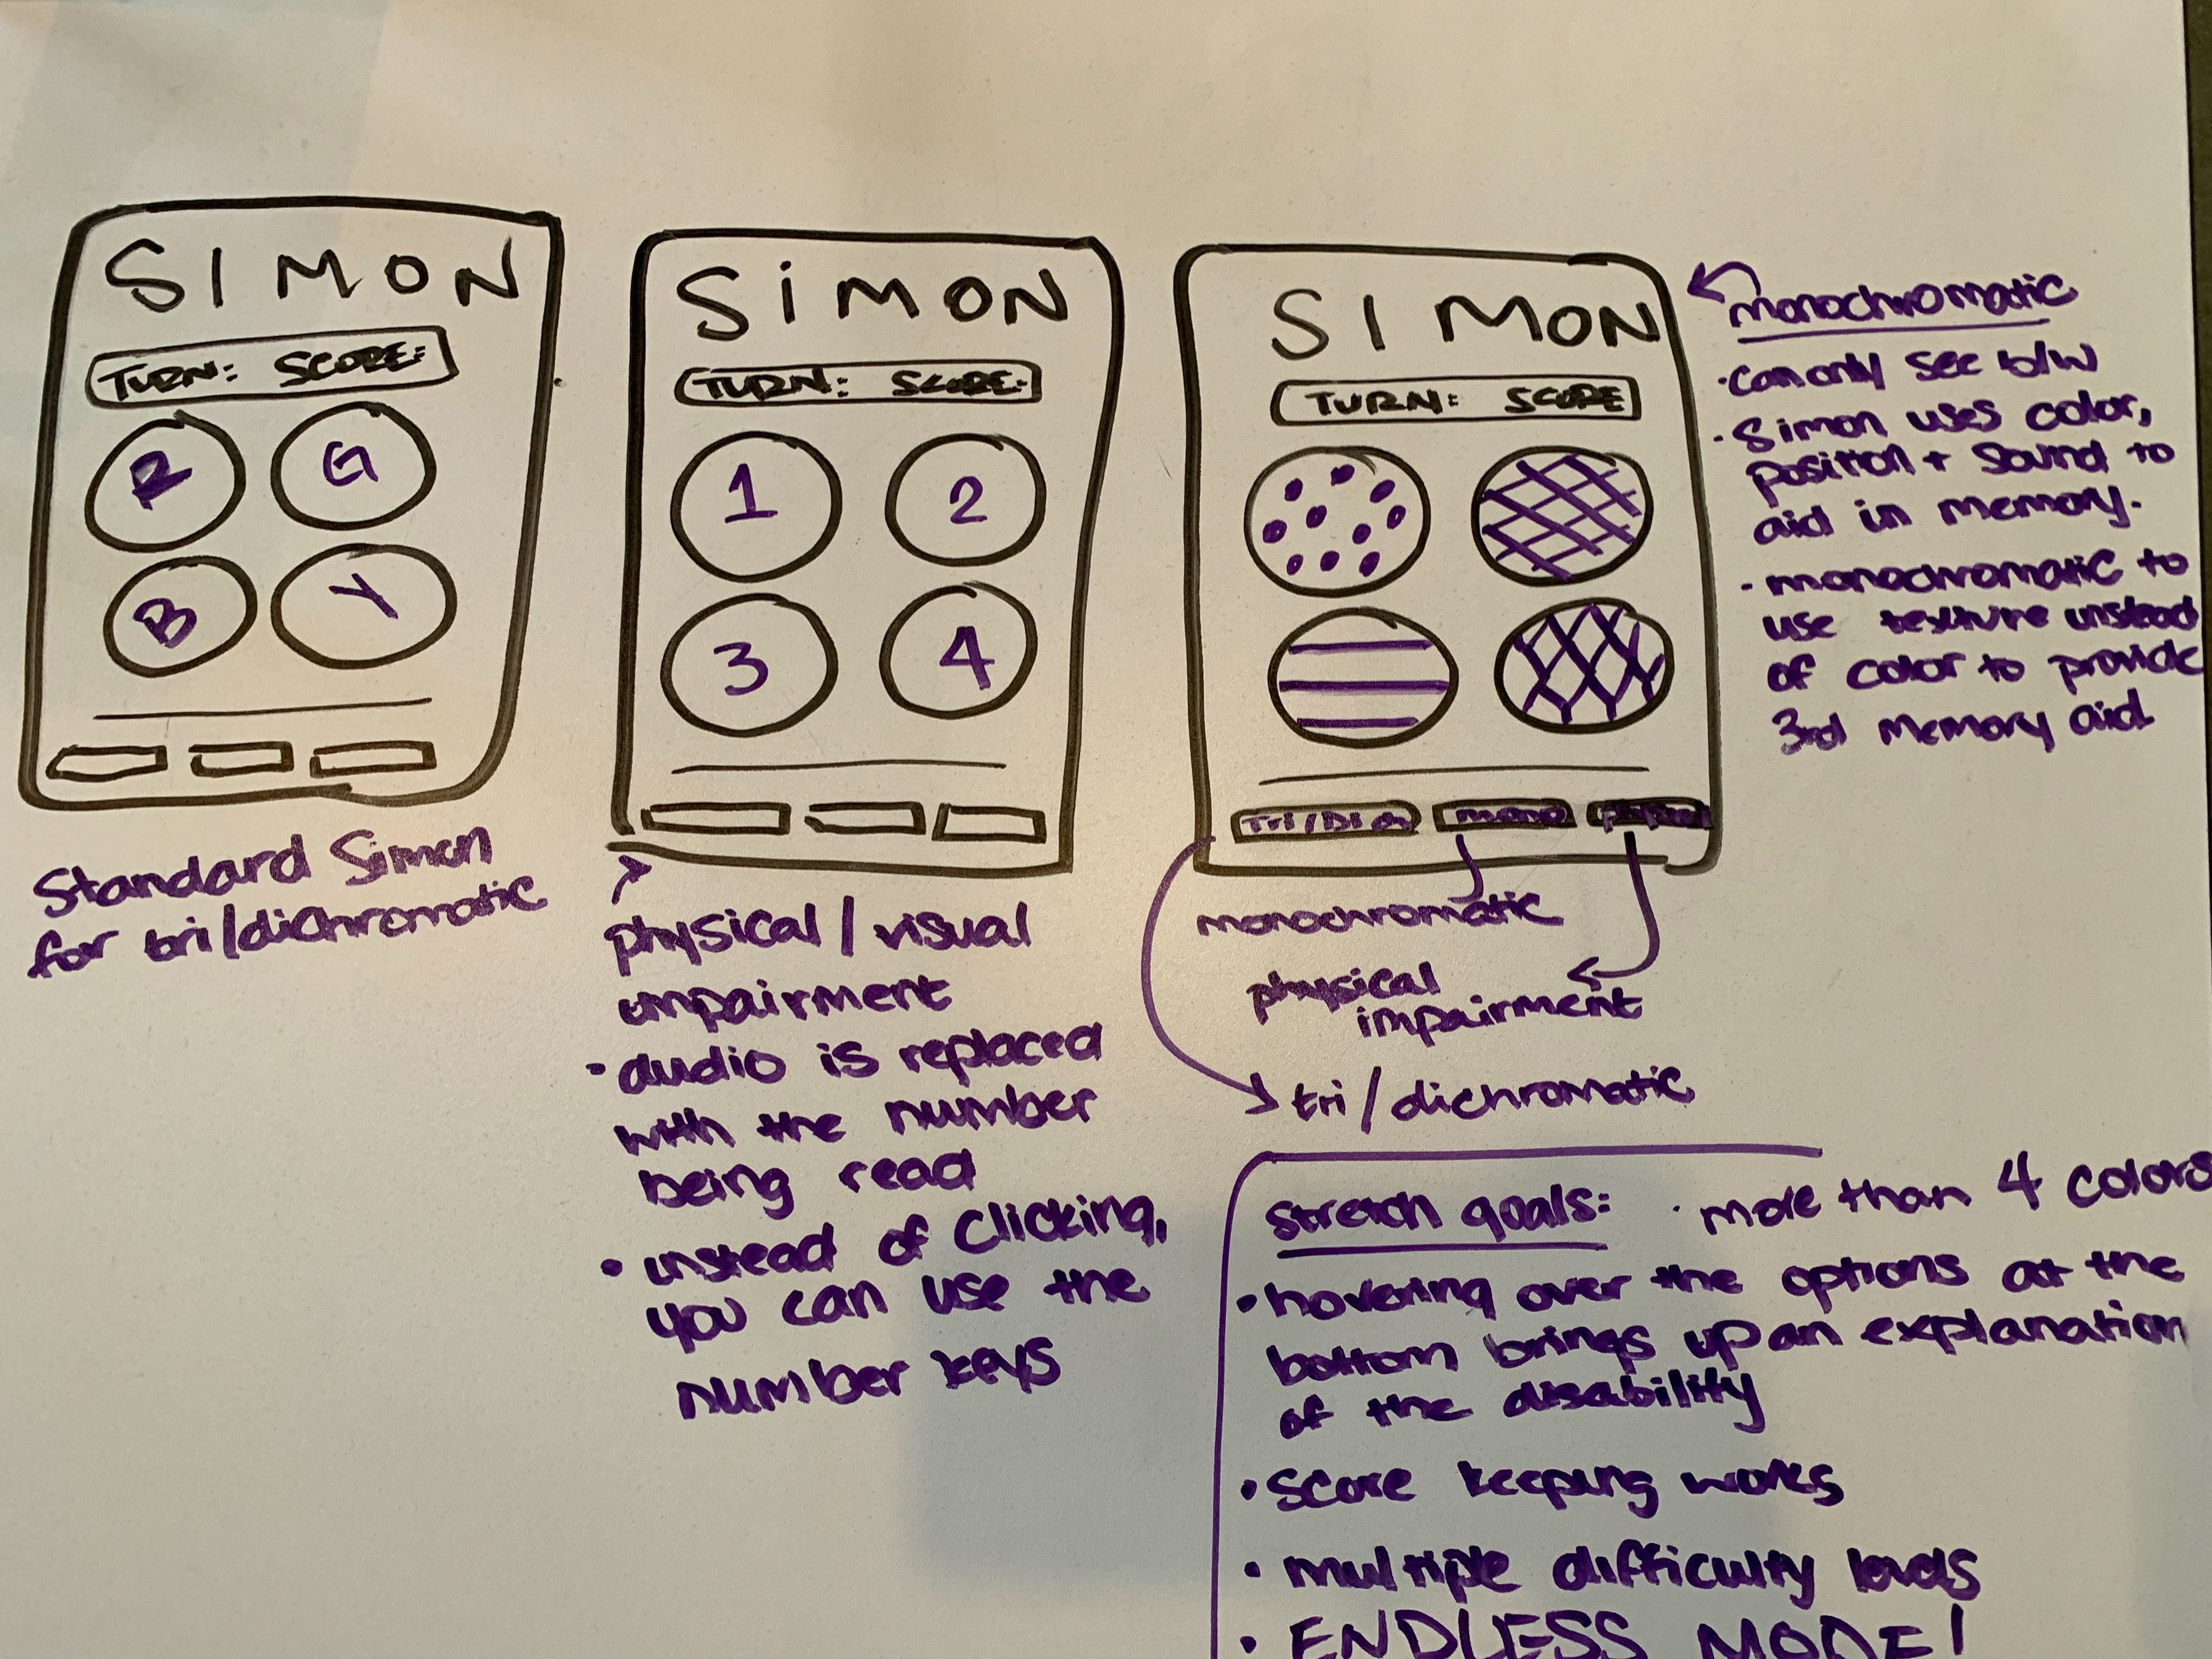 SIMON
TURN: SCORE:
R G
B Y
Standard Simon
for tri/dichromatic
SiMON
TURN: SCORE:
1 2
3 4
physical / visual
impairment
• audio is replaced
with the number
being read
• instead of clicking,
you can use the
number keys
SIMON
TURN: SCORE
Tri/Dich mono
monochromatic
physical
impairment
tri / dichromatic
monochromatic
• can only see b/w
• Simon uses color,
position + sound to
aid in memory.
• monochromatic to
use texture instead
of color to provide
3rd memory aid
Stretch goals: • more than 4 colors
• hovering over the options at the
bottom brings up an explanation
of the disability
• score keeping works
• multiple difficulty levels
• ENDLESS MODE!